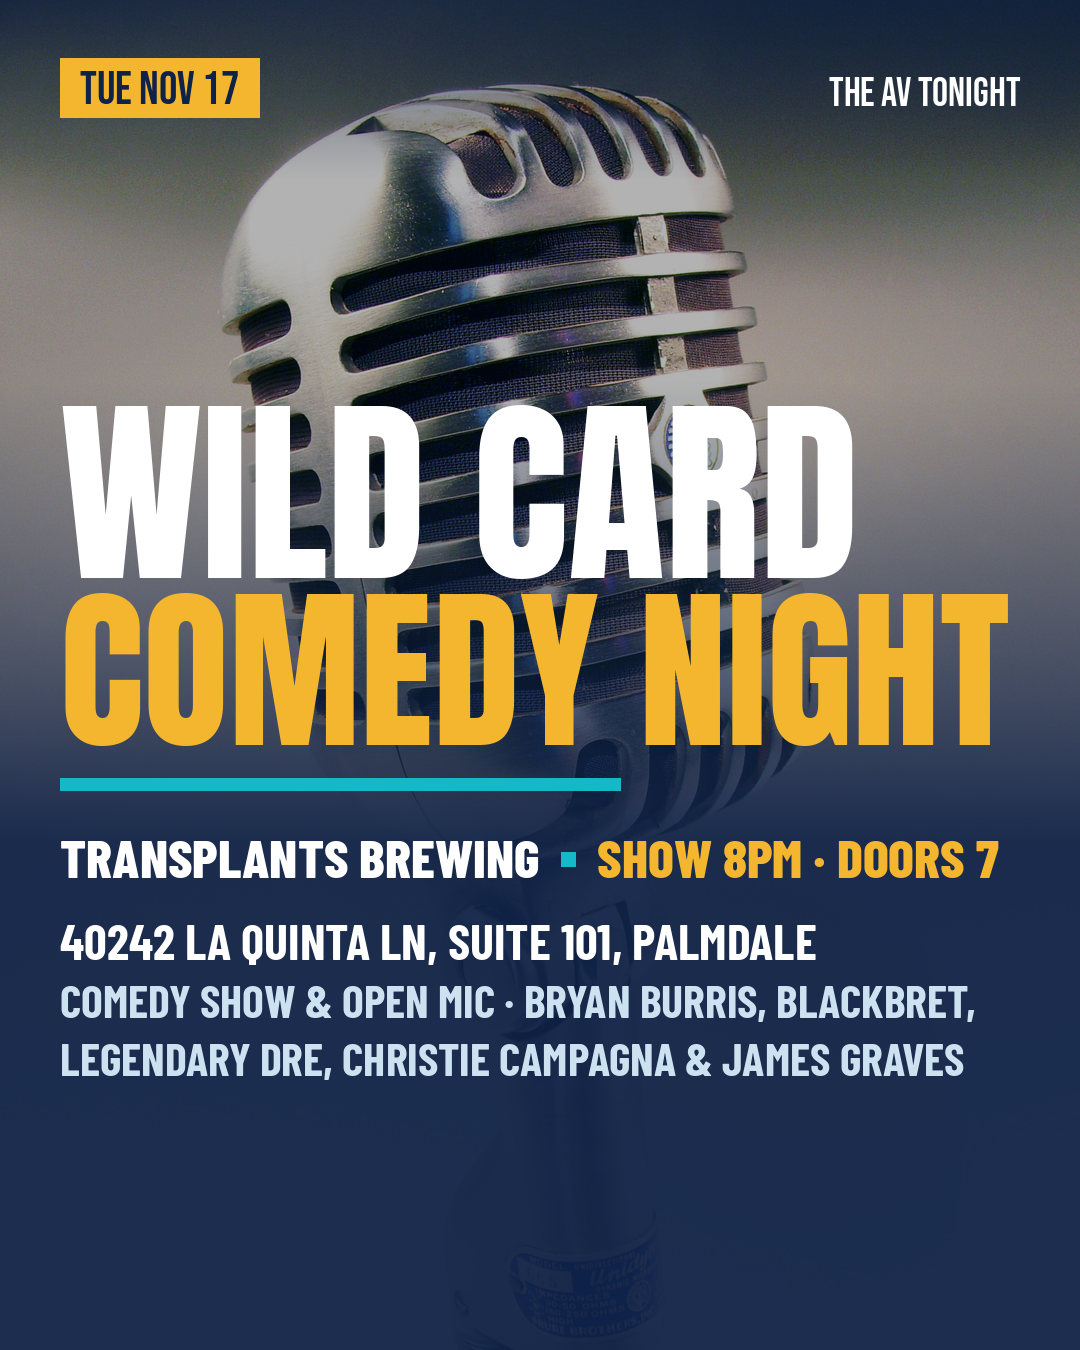 TUE NOV 17
THE AV TONIGHT
WILD CARD
COMEDY NIGHT
TRANSPLANTS BREWING ▪ SHOW 8PM · DOORS 7
40242 LA QUINTA LN, SUITE 101, PALMDALE
COMEDY SHOW & OPEN MIC · BRYAN BURRIS, BLACKBRET,
LEGENDARY DRE, CHRISTIE CAMPAGNA & JAMES GRAVES